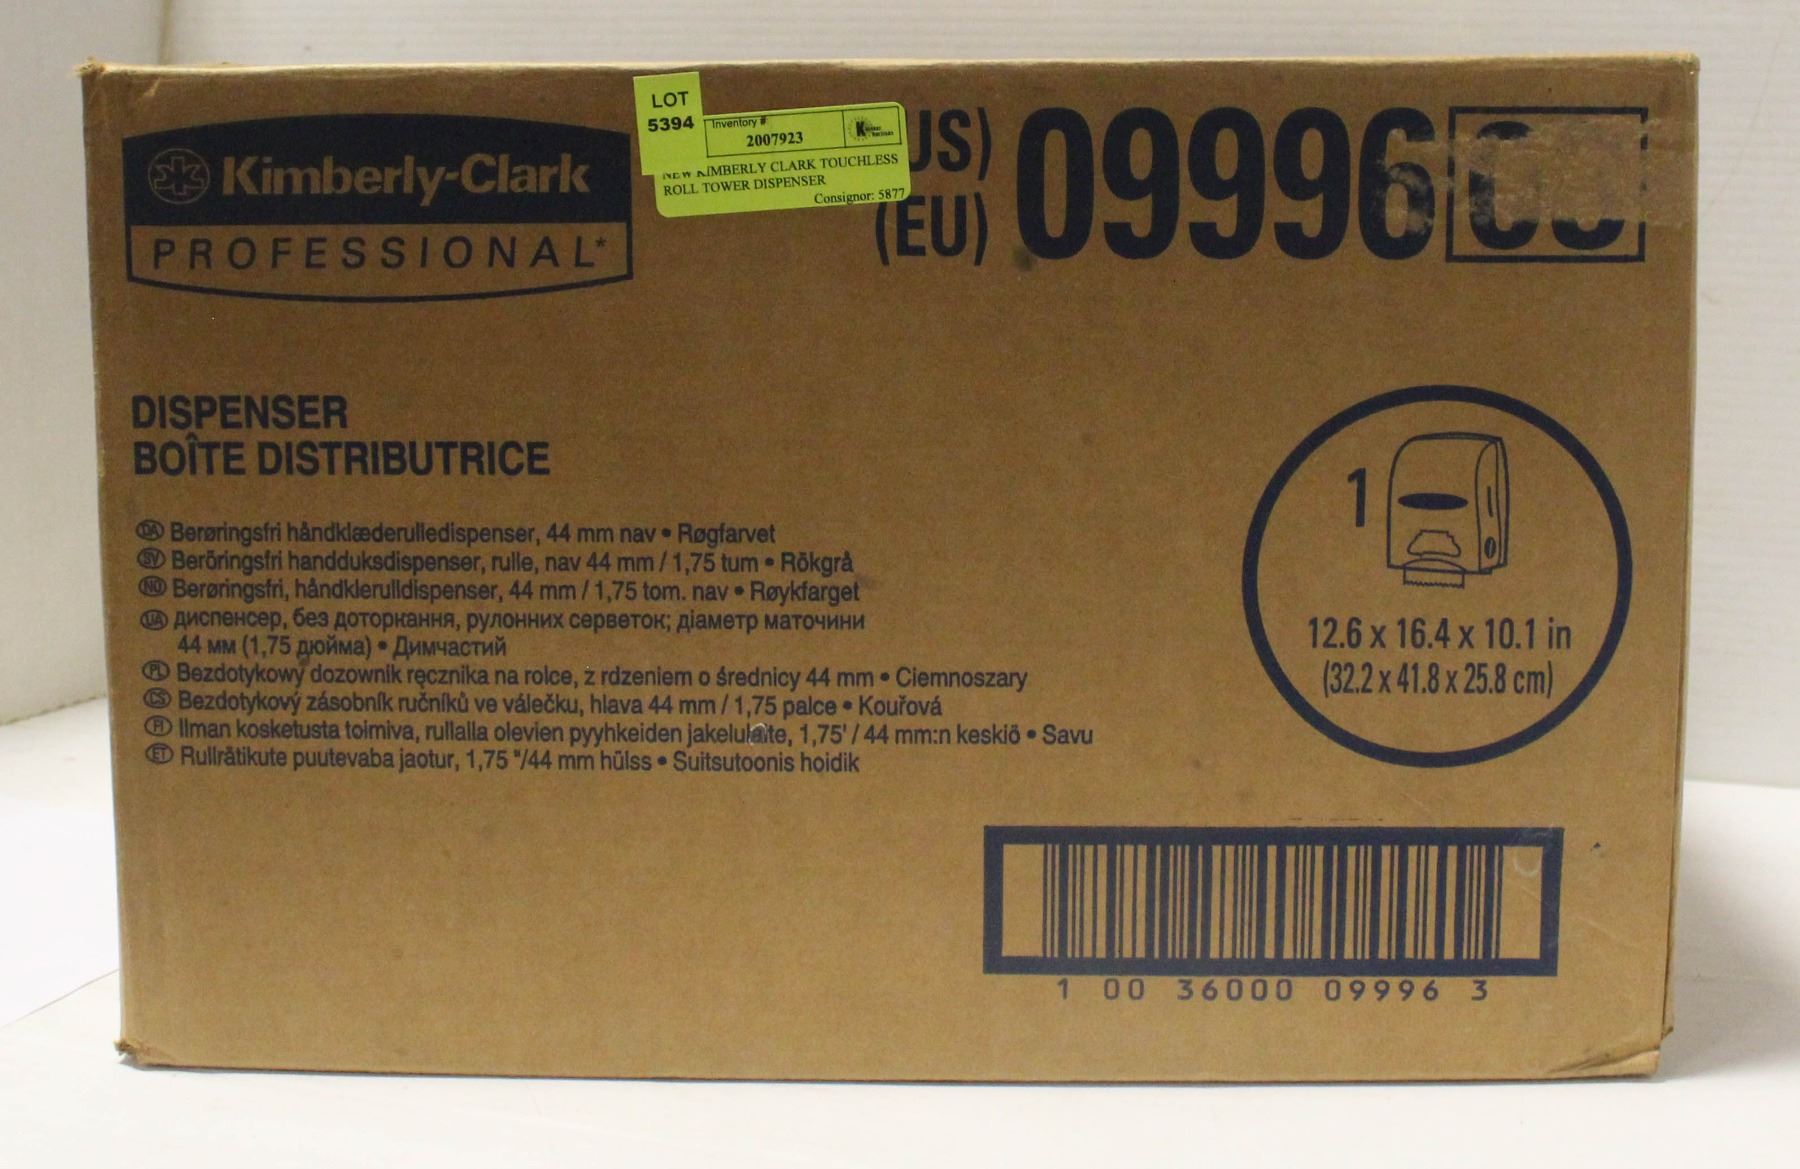 Kimberly-Clark
PROFESSIONAL*
LOT
5394
Inventory #
2007923
NEW KIMBERLY CLARK TOUCHLESS
ROLL TOWER DISPENSER
Consignor: 5877
US)
(EU)
09996
DISPENSER
BOÎTE DISTRIBUTRICE
DA Berøringsfri håndklæderulledispenser, 44 mm nav • Røgfarvet
SV Beröringsfri handduksdispenser, rulle, nav 44 mm / 1,75 tum • Rökgrå
NO Berøringsfri, håndklerulldispenser, 44 mm / 1,75 tom. nav • Røykfarget
UA диспенсер, без доторкання, рулонних серветок; діаметр маточини
44 мм (1,75 дюйма) • Димчастий
PL Bezdotykowy dozownik ręcznika na rolce, z rdzeniem o średnicy 44 mm • Ciemnoszary
CS Bezdotykový zásobník ručníků ve válečku, hlava 44 mm / 1,75 palce • Kouřová
FI Ilman kosketusta toimiva, rullalla olevien pyyhkeiden jakelulaite, 1,75' / 44 mm:n keskiö • Savu
ET Rullrätikute puutevaba jaotur, 1,75 "/44 mm hülss • Suitsutoonis hoidik
1
12.6 x 16.4 x 10.1 in
(32.2 x 41.8 x 25.8 cm)
1 00 36000 09996 3